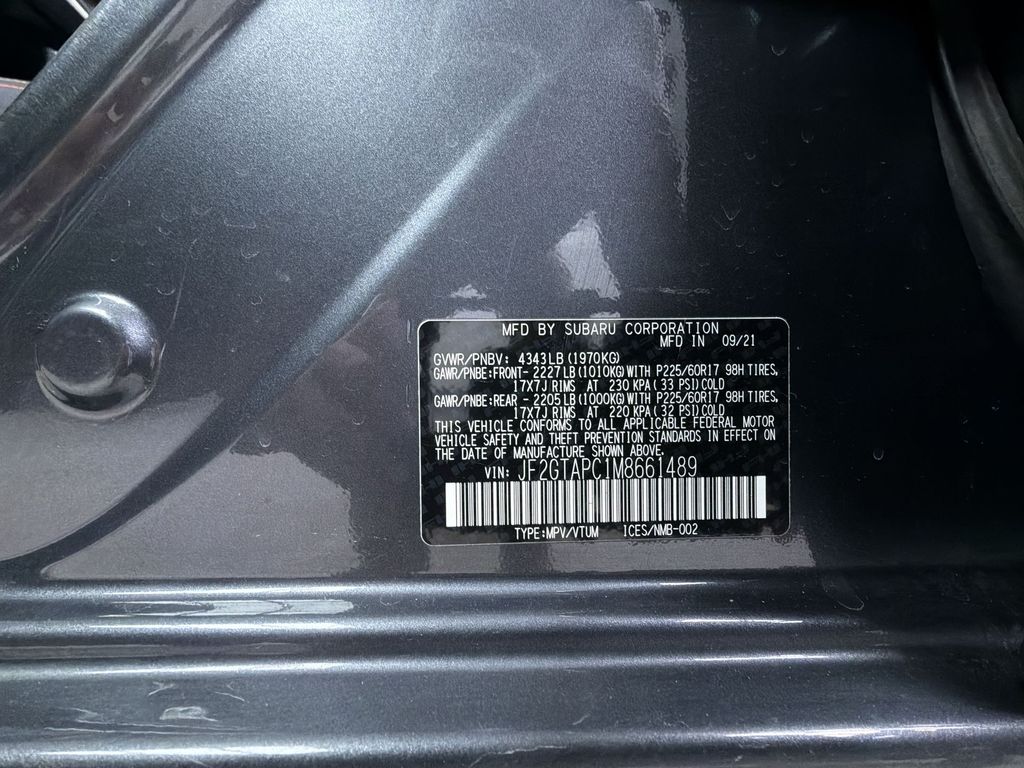 MFD BY SUBARU CORPORATION
MFD IN 09/21
GVWR/PNBV: 4343LB(1970KG)
GAWR/PNBE:FRONT- 2227LB(1010KG)WITH P225/60R17 98H TIRES,
17X7J RIMS AT 230 KPA(33 PSI)COLD
GAWR/PNBE:REAR - 2205LB(1000KG)WITH P225/60R17 98H TIRES,
17X7J RIMS AT 220 KPA(32 PSI)COLD
THIS VEHICLE CONFORMS TO ALL APPLICABLE FEDERAL MOTOR
VEHICLE SAFETY AND THEFT PREVENTION STANDARDS IN EFFECT ON
THE DATE OF MANUFACTURE SHOWN ABOVE.
VIN: JF2GTAPC1M8661489
TYPE:MPV/VTUM ICES/NMB-002